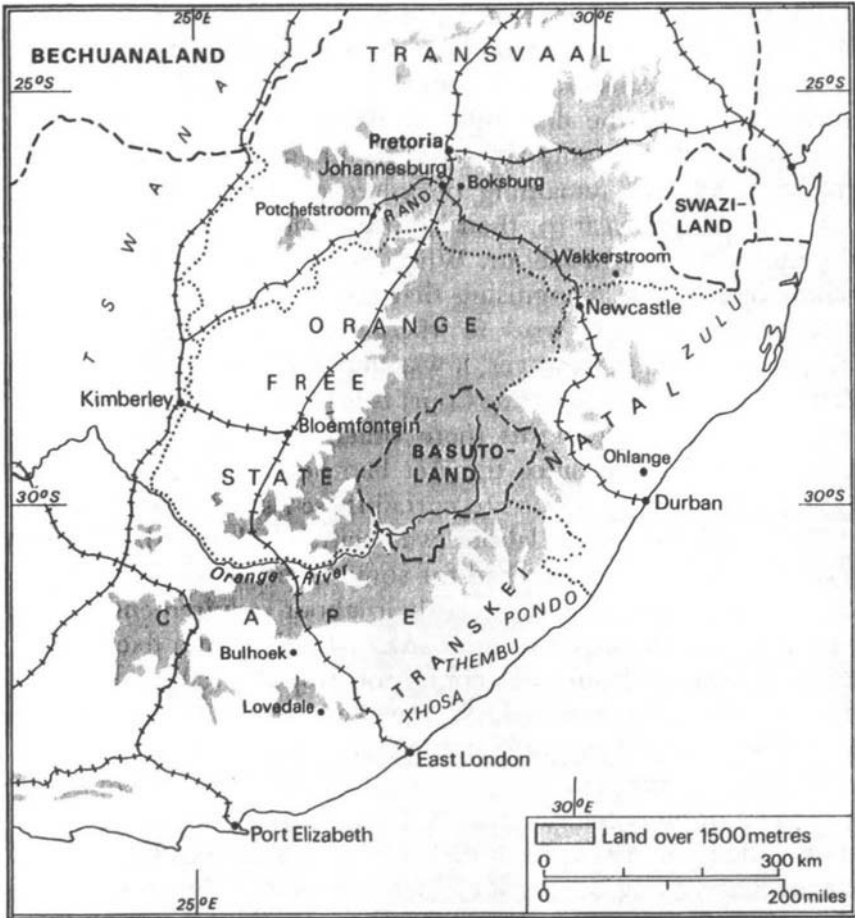 25°E
30°E
BECHUANALAND
TRANSVAAL
25°S
25°S
Pretoria
Johannesburg
Boksburg
RAND
Potchefstroom
SWAZI-
LAND
TSWANA
Wakkerstroom
Newcastle
ORANGE
ZULU
FREE
Kimberley
Bloemfontein
NATAL
BASUTO-
LAND
Ohlange
STATE
30°S
30°S
Durban
Orange River
TRANSKEI
CAPE
PONDO
Bulhoek
THEMBU
XHOSA
Lovedale
East London
30°E
Port Elizabeth
Land over 1500 metres
0 300 km
0 200 miles
25°E